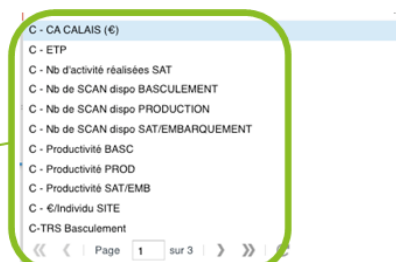 C - CA CALAIS (€)
C - ETP
C - Nb d'activité réalisées SAT
C - Nb de SCAN dispo BASCULEMENT
C - Nb de SCAN dispo PRODUCTION
C - Nb de SCAN dispo SAT/EMBARQUEMENT
C - Productivité BASC
C - Productivité PROD
C - Productivité SAT/EMB
C - €/Individu SITE
C-TRS Basculement
Page 1 sur 3